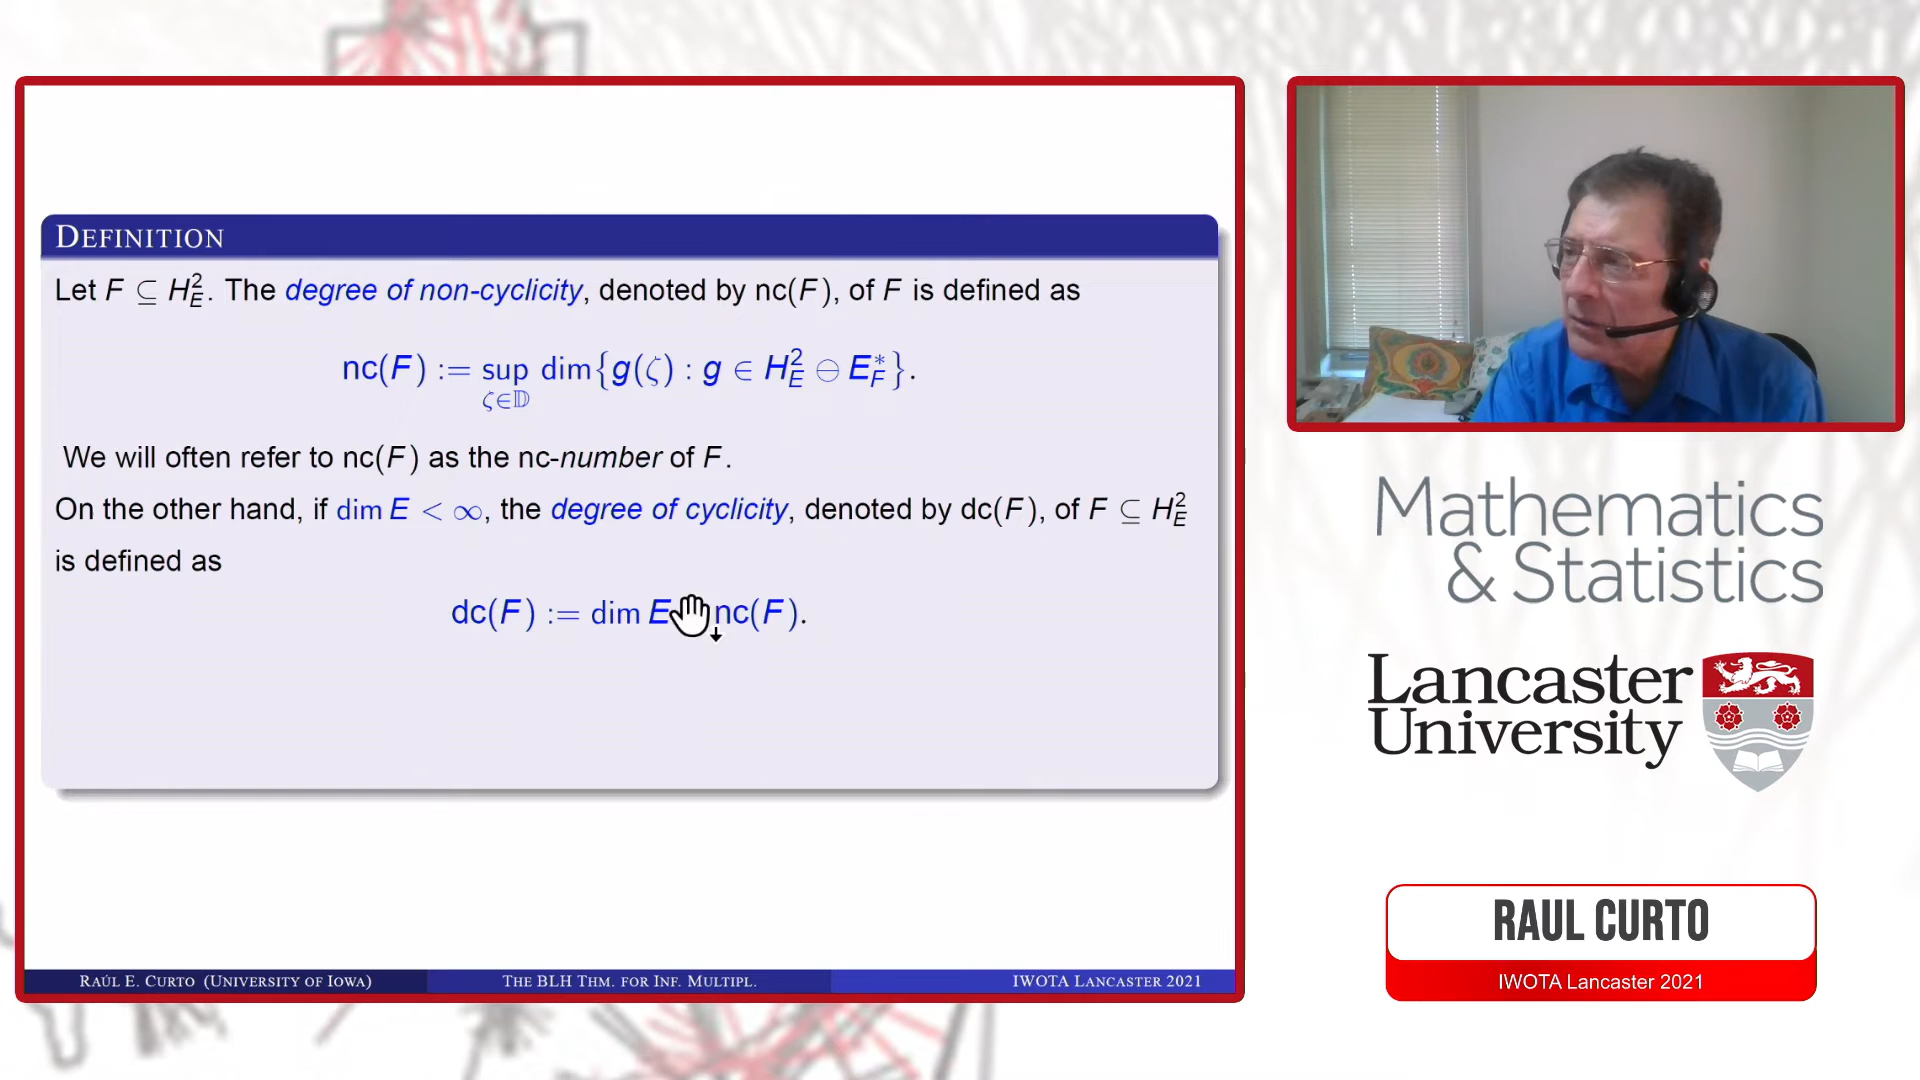 DEFINITION
Let F ⊆ H²_E. The degree of non-cyclicity, denoted by nc(F), of F is defined as
nc(F) := sup_{ζ∈𝔻} dim{g(ζ) : g ∈ H²_E ⊖ E*_F}.
We will often refer to nc(F) as the nc-number of F.
On the other hand, if dim E < ∞, the degree of cyclicity, denoted by dc(F), of F ⊆ H²_E
is defined as
dc(F) := dim E nc(F).
RAÚL E. CURTO (UNIVERSITY OF IOWA)
THE BLH THM. FOR INF. MULTIPL.
IWOTA LANCASTER 2021
Mathematics
& Statistics
Lancaster
University
RAUL CURTO
IWOTA Lancaster 2021